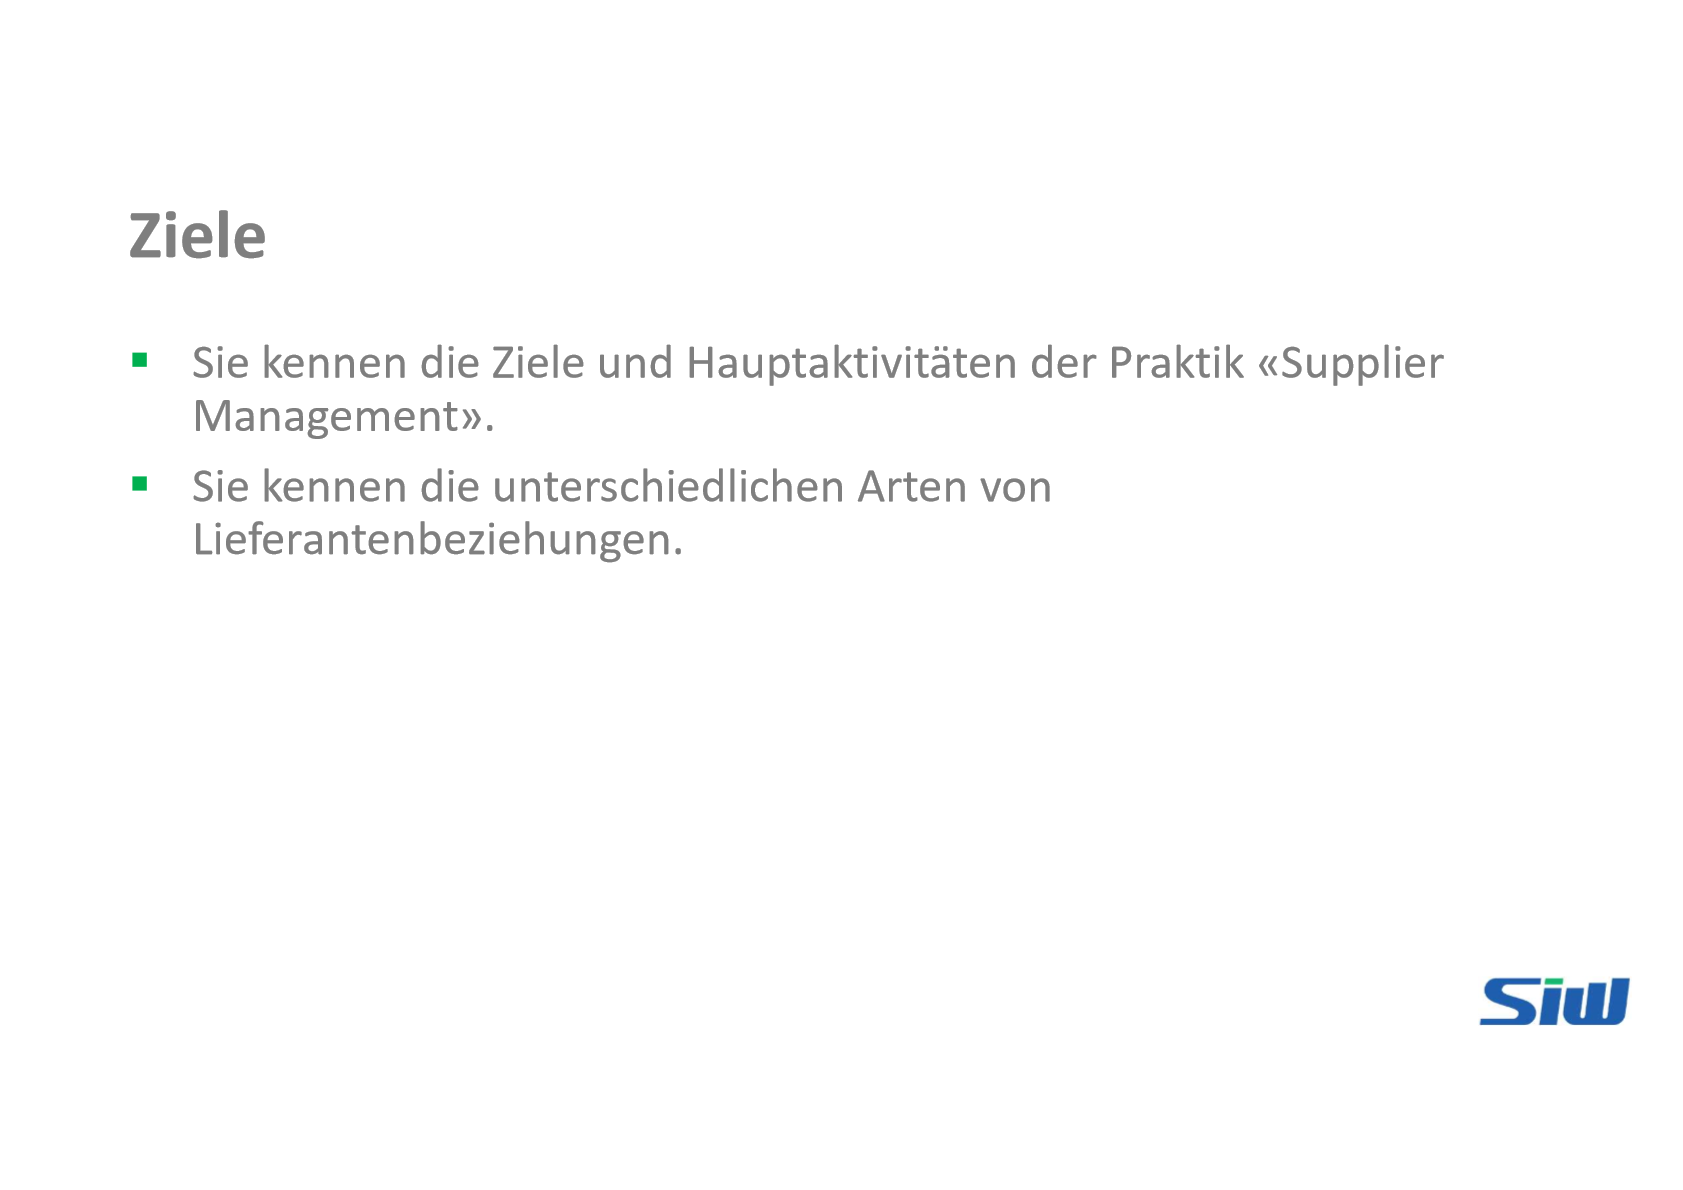 Ziele
▪ Sie kennen die Ziele und Hauptaktivitäten der Praktik «Supplier
Management».
▪ Sie kennen die unterschiedlichen Arten von
Lieferantenbeziehungen.
Siw